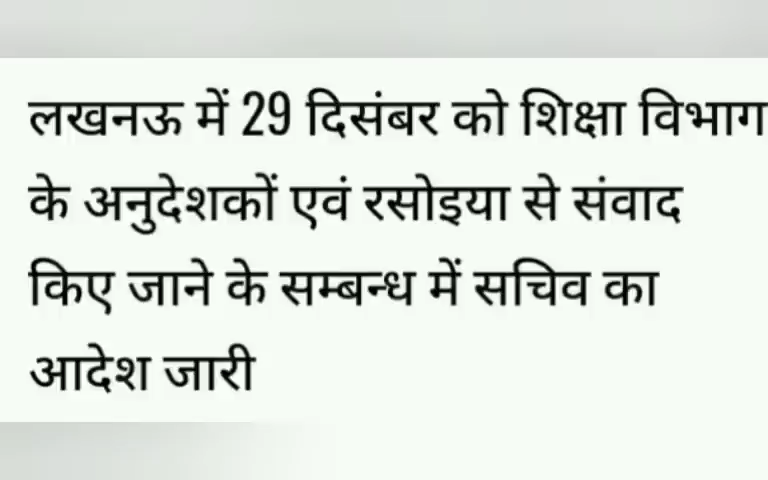 लखनऊ में 29 दिसंबर को शिक्षा विभाग
के अनुदेशकों एवं रसोइया से संवाद
किए जाने के सम्बन्ध में सचिव का
आदेश जारी